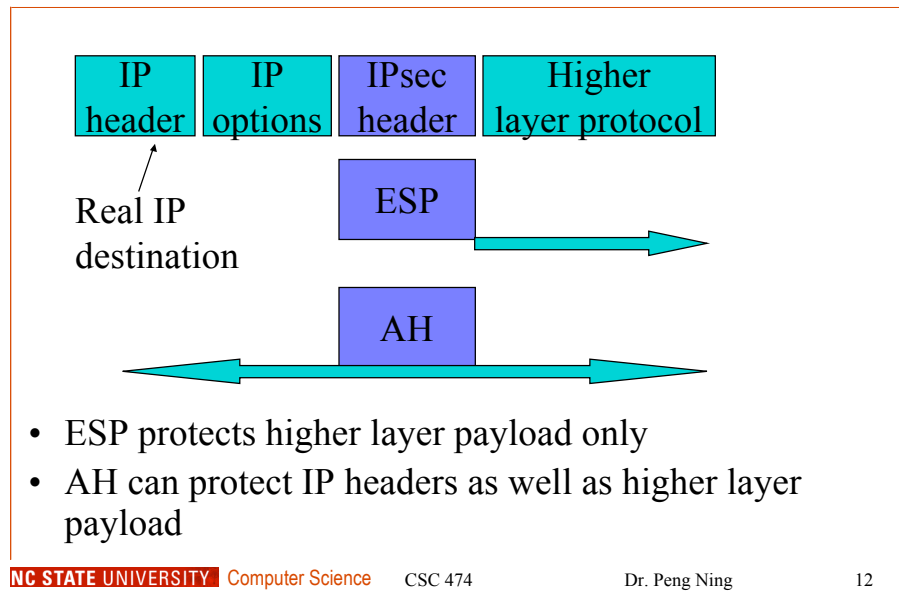 IP
header
IP
options
IPsec
header
Higher
layer protocol
Real IP
destination
ESP
AH
• ESP protects higher layer payload only
• AH can protect IP headers as well as higher layer
payload
NC STATE UNIVERSITY Computer Science CSC 474 Dr. Peng Ning 12